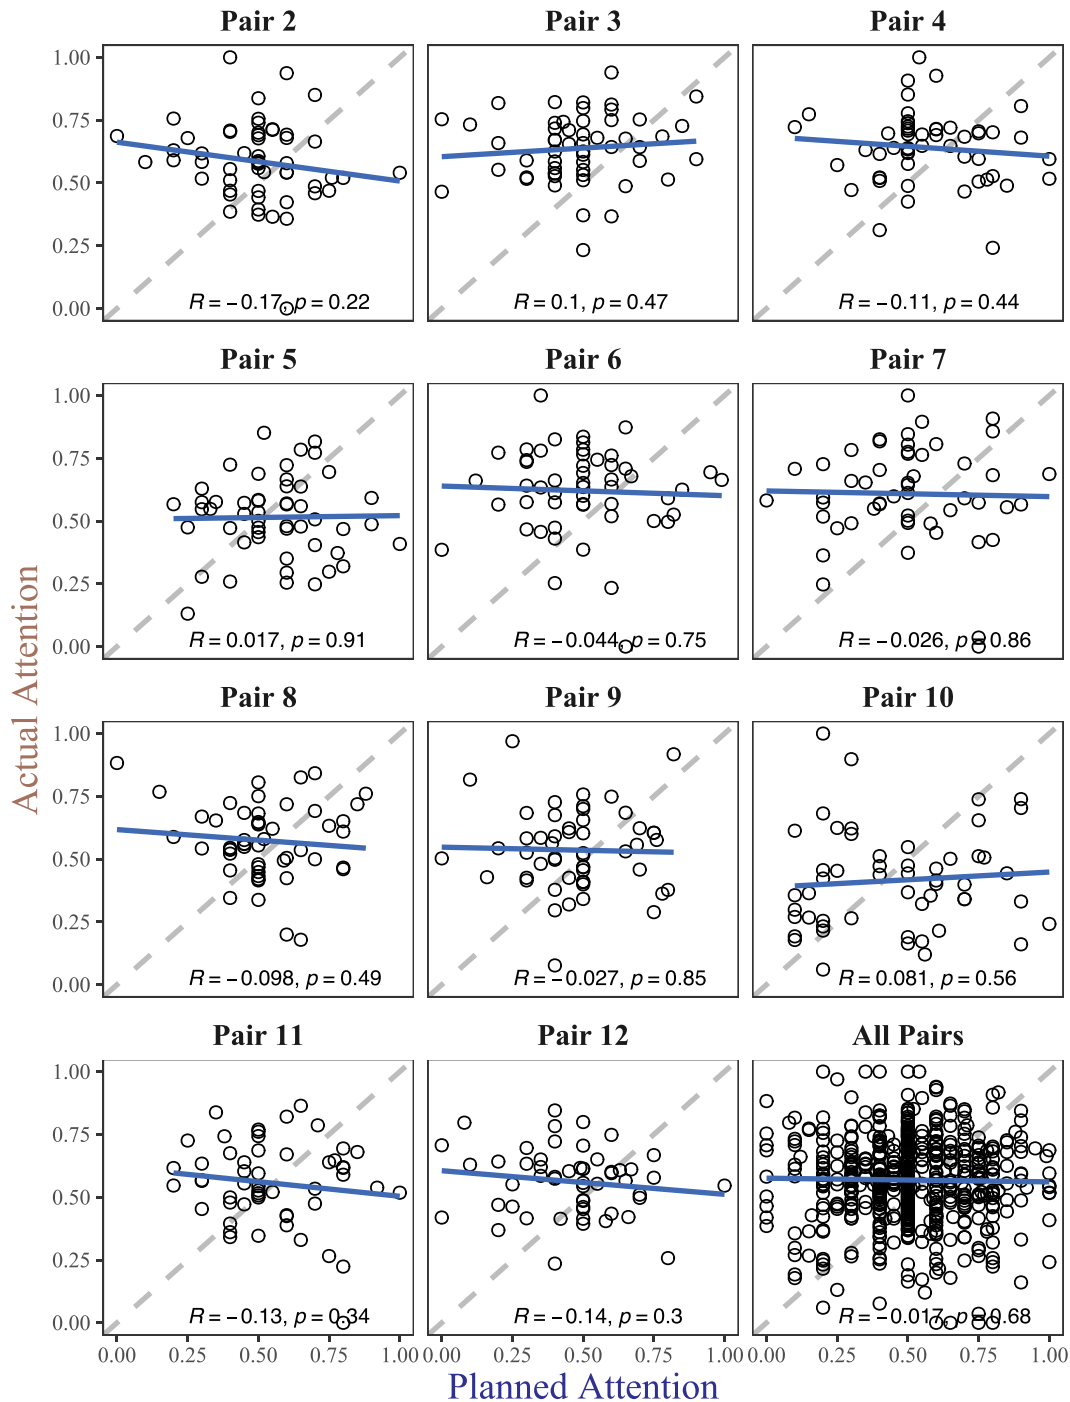 Pair 2 Pair 3 Pair 4
1.00
0.75
0.50
0.25
0.00
R = −0.17, p = 0.22 R = 0.1, p = 0.47 R = −0.11, p = 0.44
Pair 5 Pair 6 Pair 7
1.00
0.75
0.50
0.25
0.00
R = 0.017, p = 0.91 R = −0.044, p = 0.75 R = −0.026, p = 0.86
Actual Attention
Pair 8 Pair 9 Pair 10
1.00
0.75
0.50
0.25
0.00
R = −0.098, p = 0.49 R = −0.027, p = 0.85 R = 0.081, p = 0.56
Pair 11 Pair 12 All Pairs
1.00
0.75
0.50
0.25
0.00
R = −0.13, p = 0.34 R = −0.14, p = 0.3 R = −0.017, p = 0.68
0.00 0.25 0.50 0.75 1.00 0.00 0.25 0.50 0.75 1.00 0.00 0.25 0.50 0.75 1.00
Planned Attention